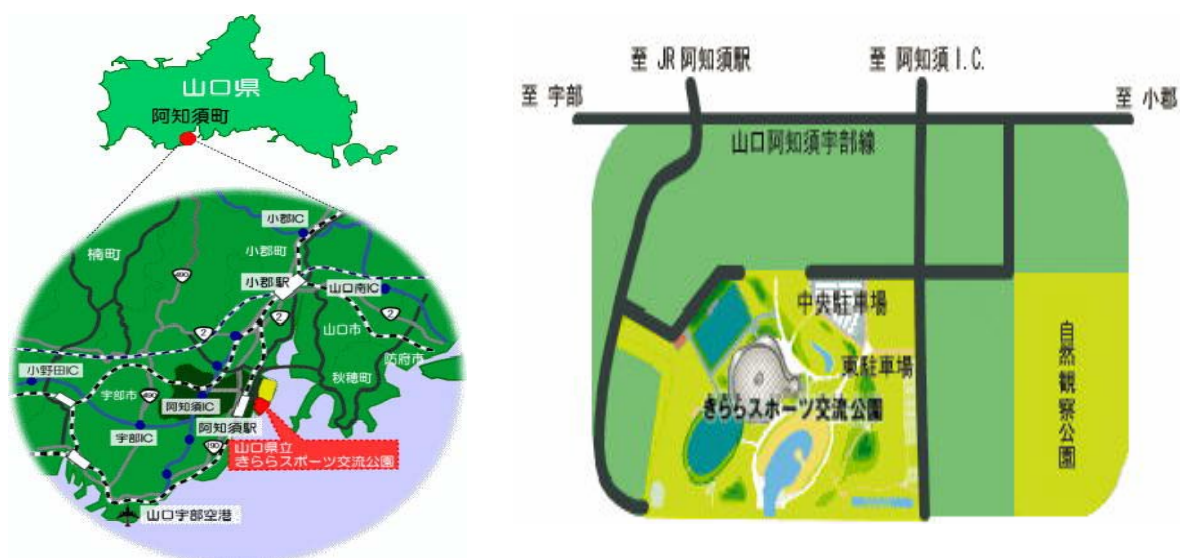 山口県
阿知須町
小郡IC
小郡町
楠町
490
小郡駅
山口南IC
2
2
山口市
2
防府市
小野田IC
秋穂町
宇部市
490
阿知須IC
宇部IC
阿知須駅
190
山口県立
きららスポーツ交流公園
山口宇部空港
至 JR阿知須駅
至 阿知須 I.C.
至 宇部
至 小郡
山口阿知須宇部線
中央駐車場
東駐車場
きららスポーツ交流公園
自然観察公園